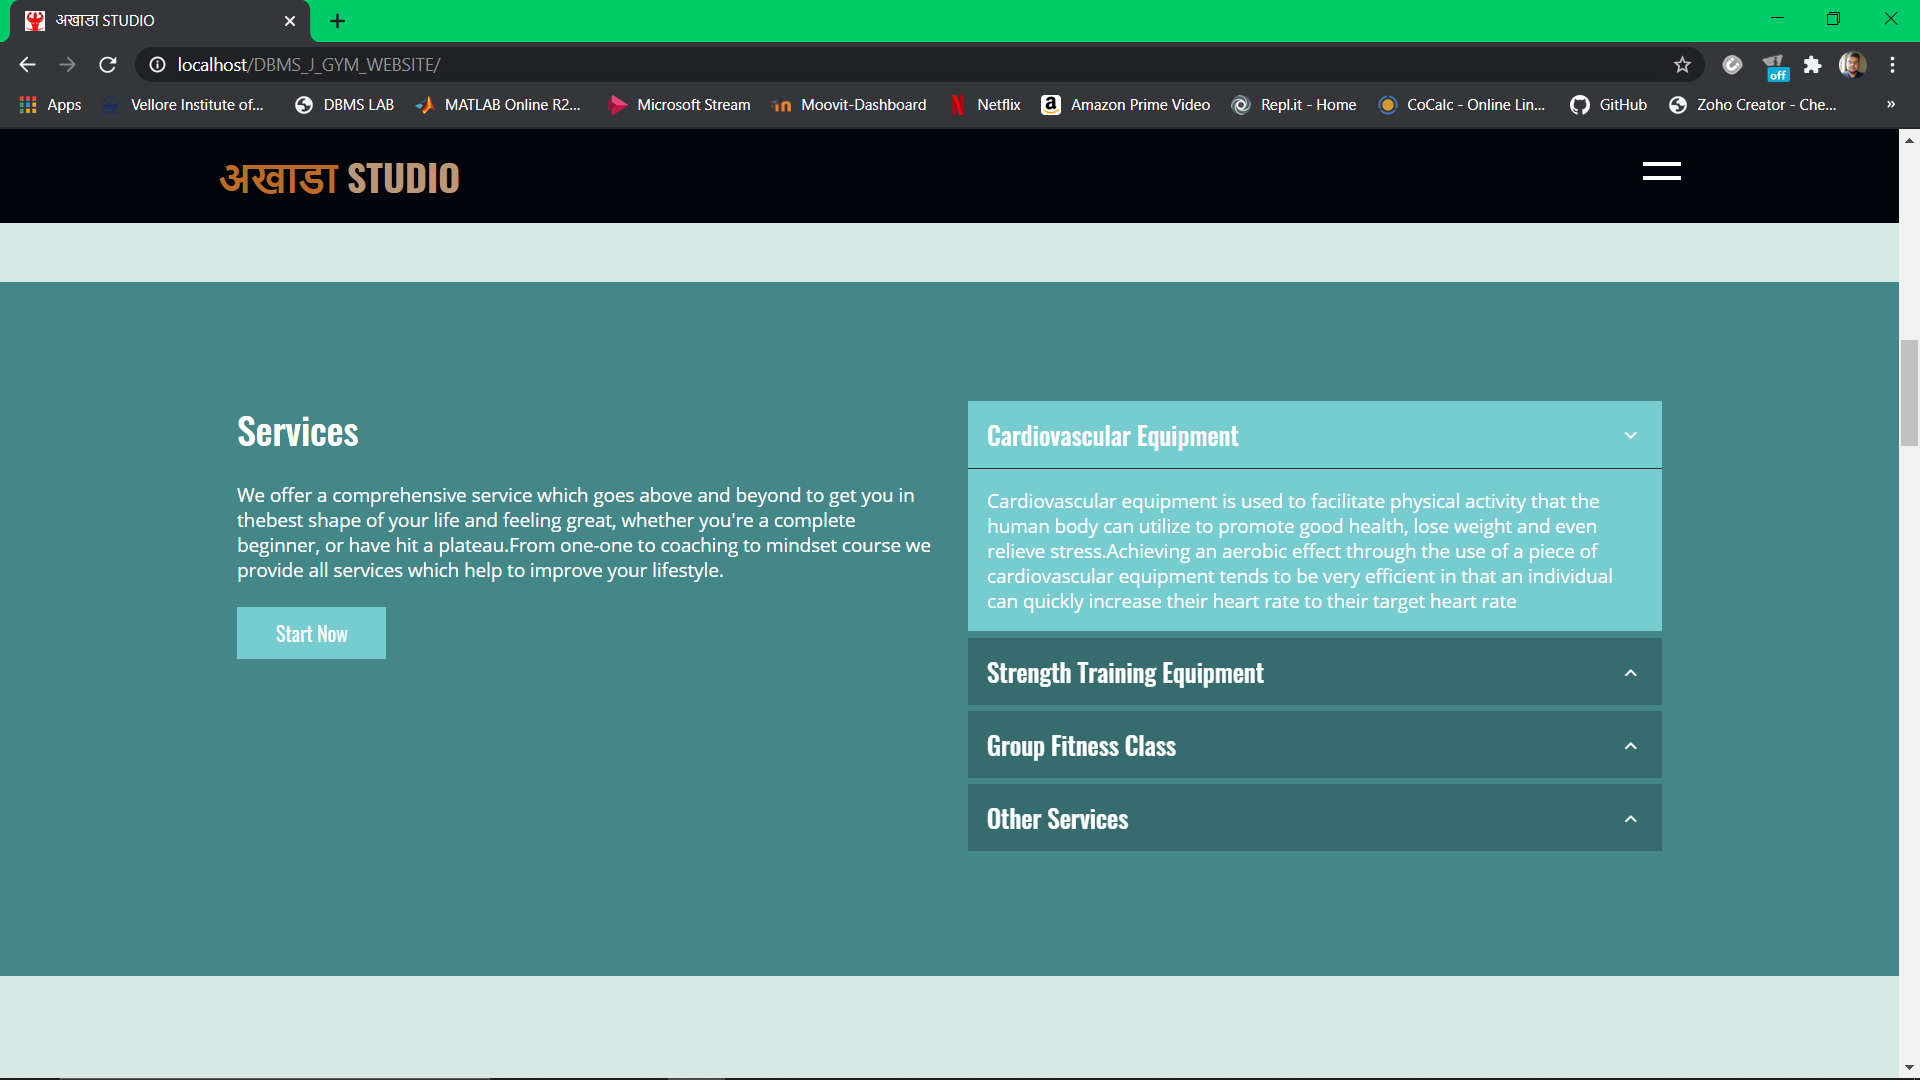 अखाडा STUDIO
localhost/DBMS_J_GYM_WEBSITE/
off
Apps
Vellore Institute of...
DBMS LAB
MATLAB Online R2...
Microsoft Stream
Moovit-Dashboard
Netflix
Amazon Prime Video
Repl.it - Home
CoCalc - Online Lin...
GitHub
Zoho Creator - Che...
»
अखाडा STUDIO
Services
We offer a comprehensive service which goes above and beyond to get you in
thebest shape of your life and feeling great, whether you're a complete
beginner, or have hit a plateau.From one-one to coaching to mindset course we
provide all services which help to improve your lifestyle.
Start Now
Cardiovascular Equipment
Cardiovascular equipment is used to facilitate physical activity that the
human body can utilize to promote good health, lose weight and even
relieve stress.Achieving an aerobic effect through the use of a piece of
cardiovascular equipment tends to be very efficient in that an individual
can quickly increase their heart rate to their target heart rate
Strength Training Equipment
Group Fitness Class
Other Services